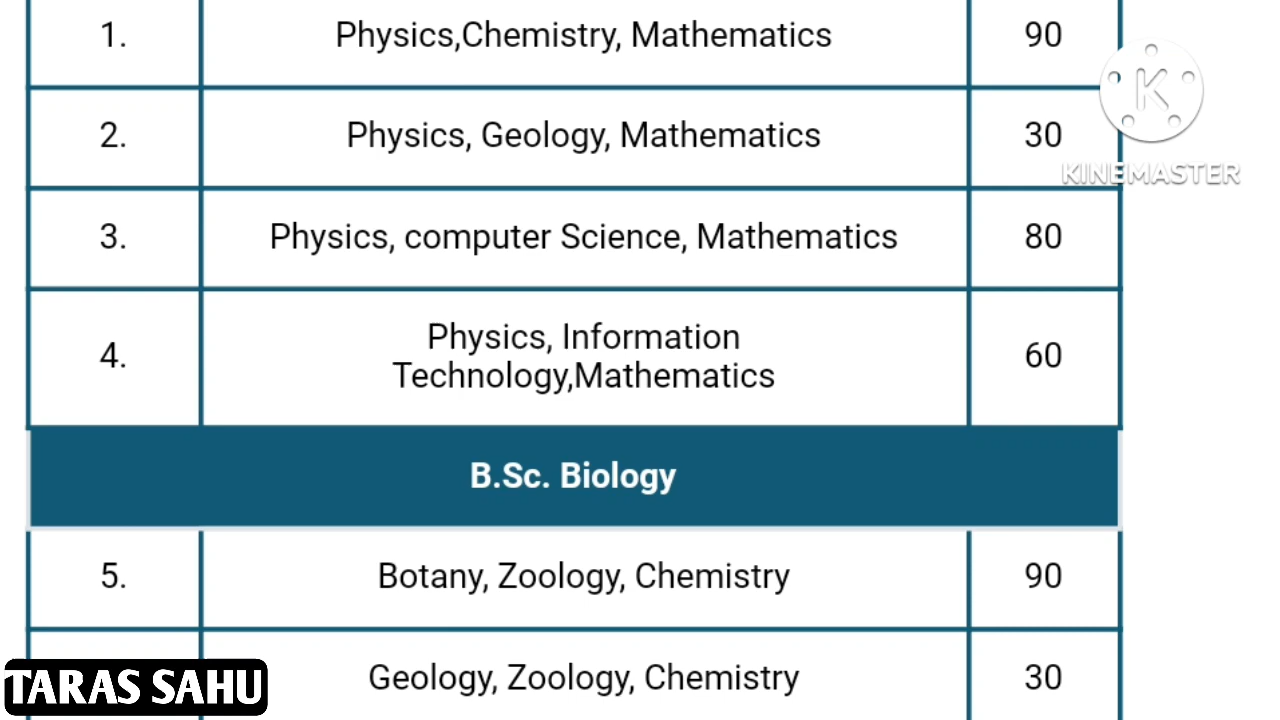 1. Physics,Chemistry, Mathematics 90
2. Physics, Geology, Mathematics 30
3. Physics, computer Science, Mathematics 80
4. Physics, Information 60
Technology,Mathematics
B.Sc. Biology
5. Botany, Zoology, Chemistry 90
Geology, Zoology, Chemistry 30
K
KINEMASTER
TARAS SAHU